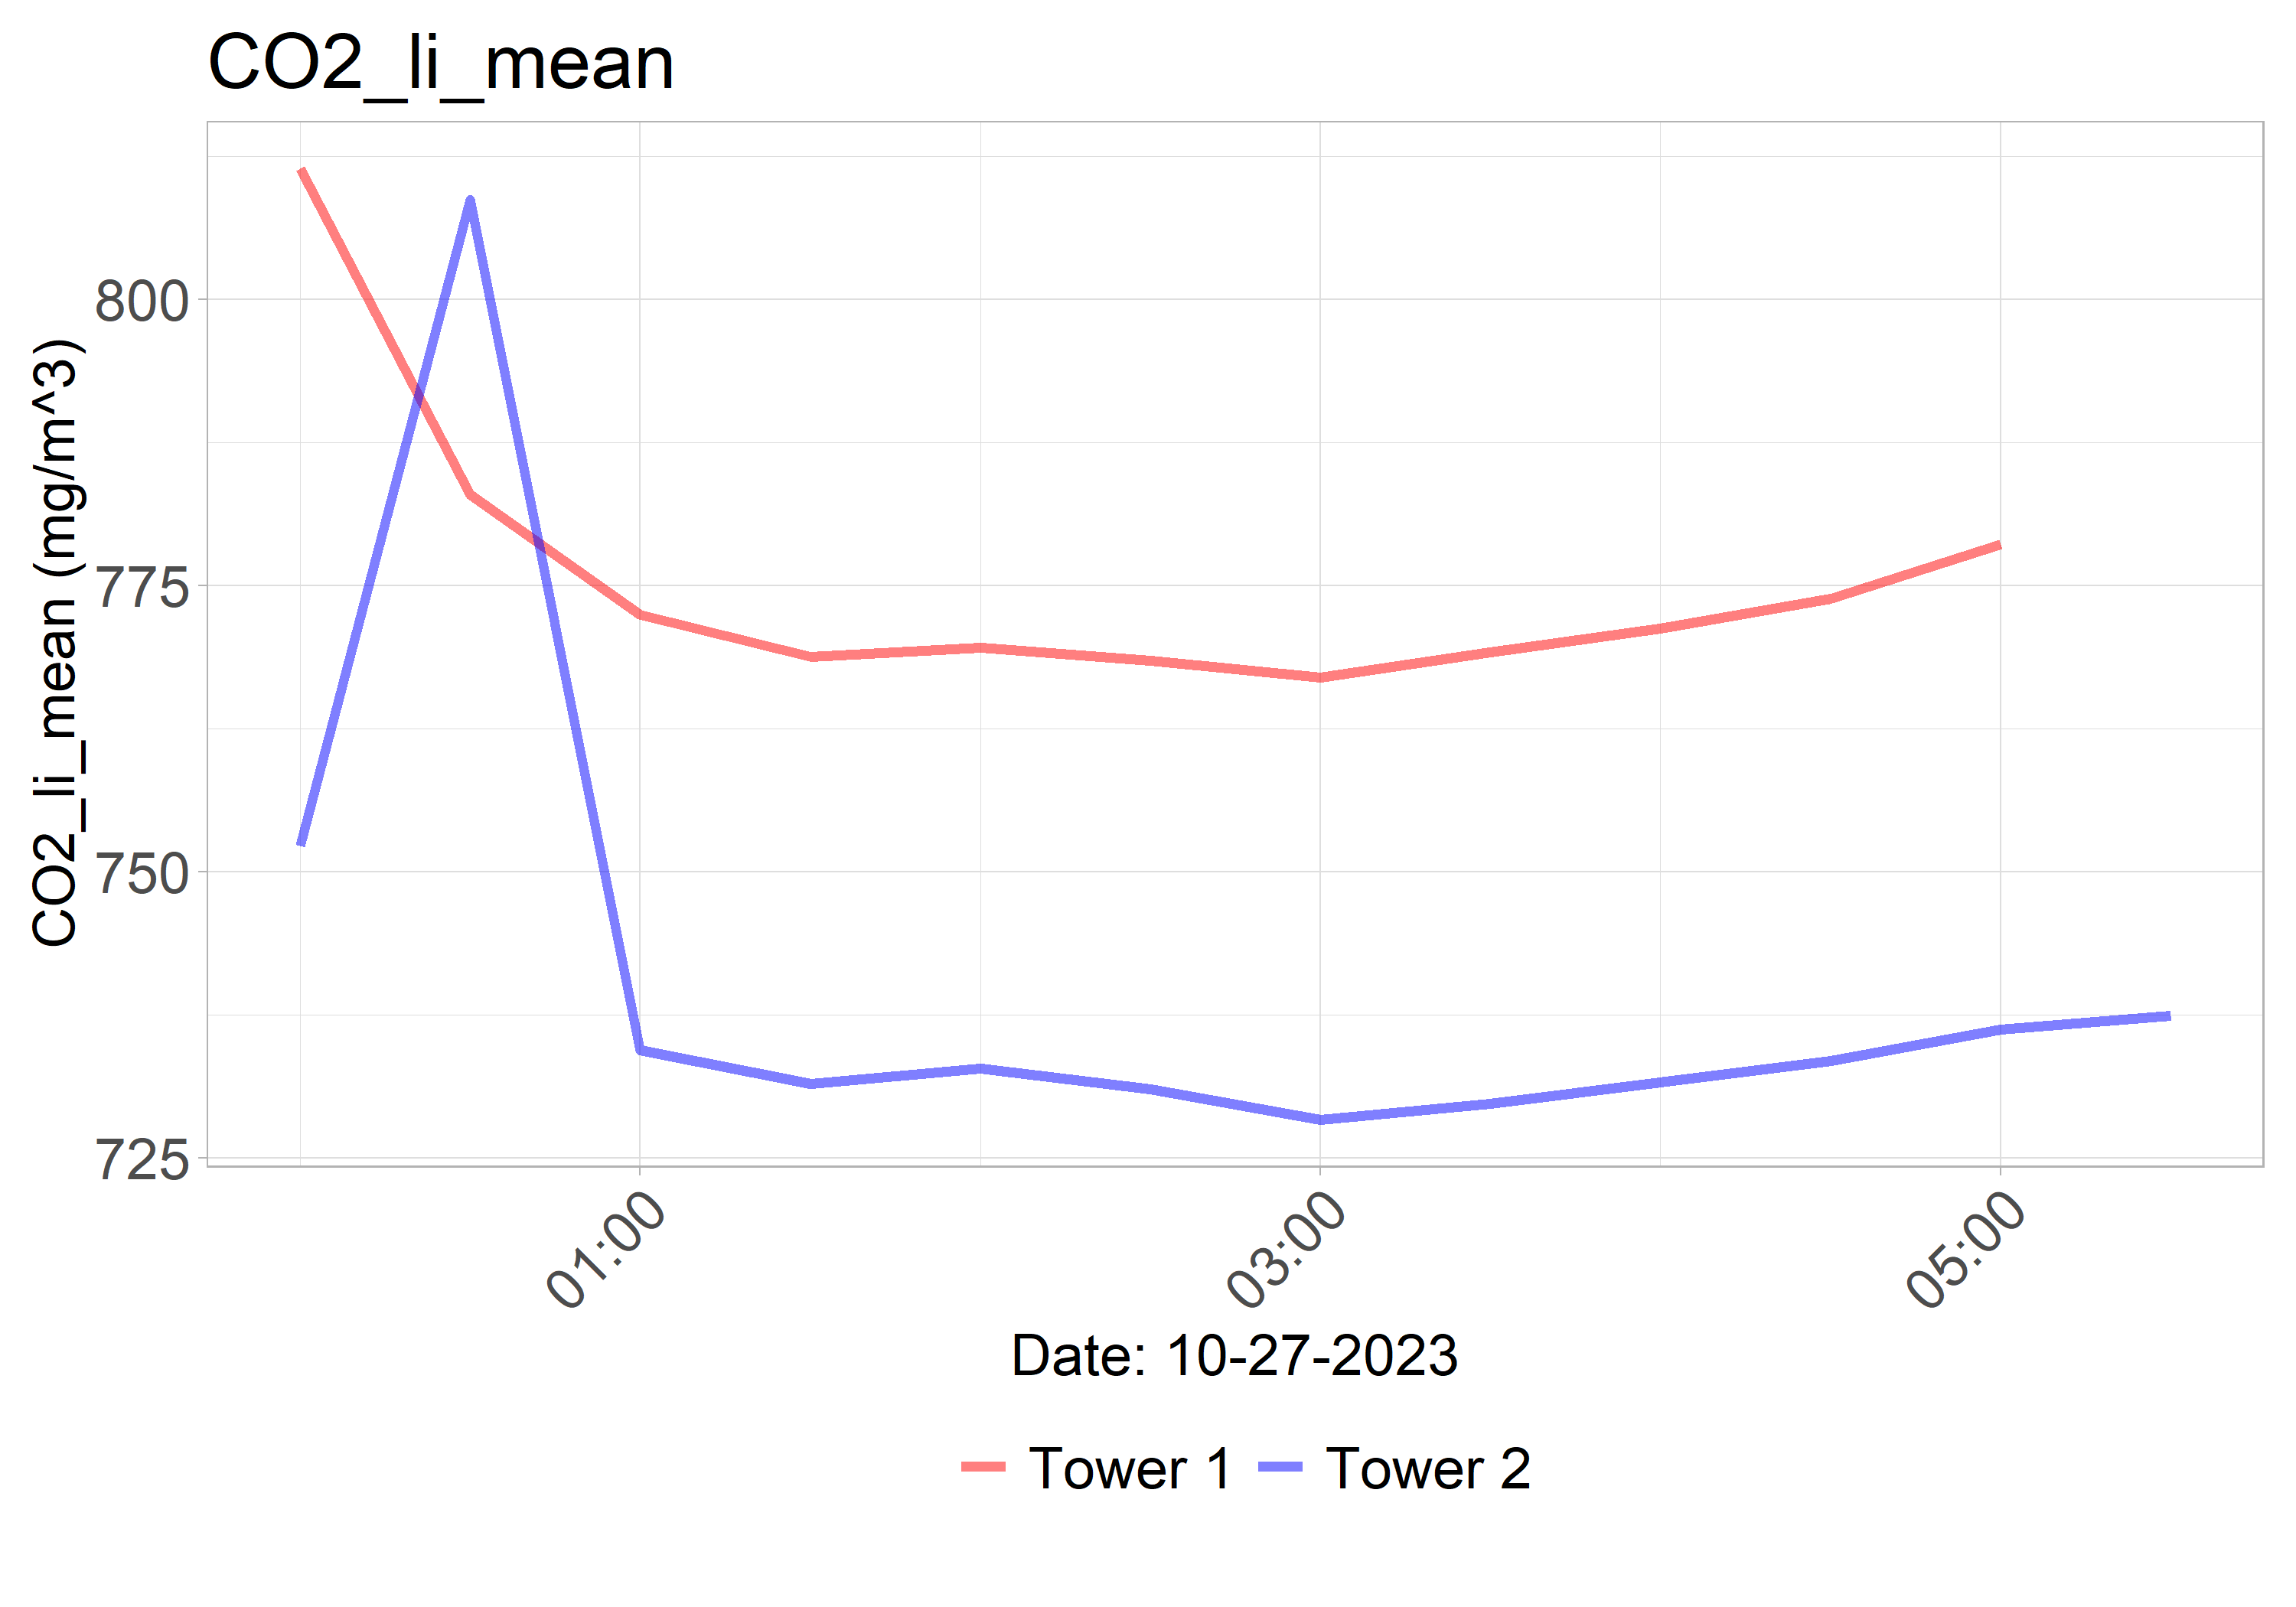 CO2_li_mean
CO2_li_mean (mg/m^3)
800
775
750
725
01:00
03:00
05:00
Date: 10-27-2023
Tower 1
Tower 2